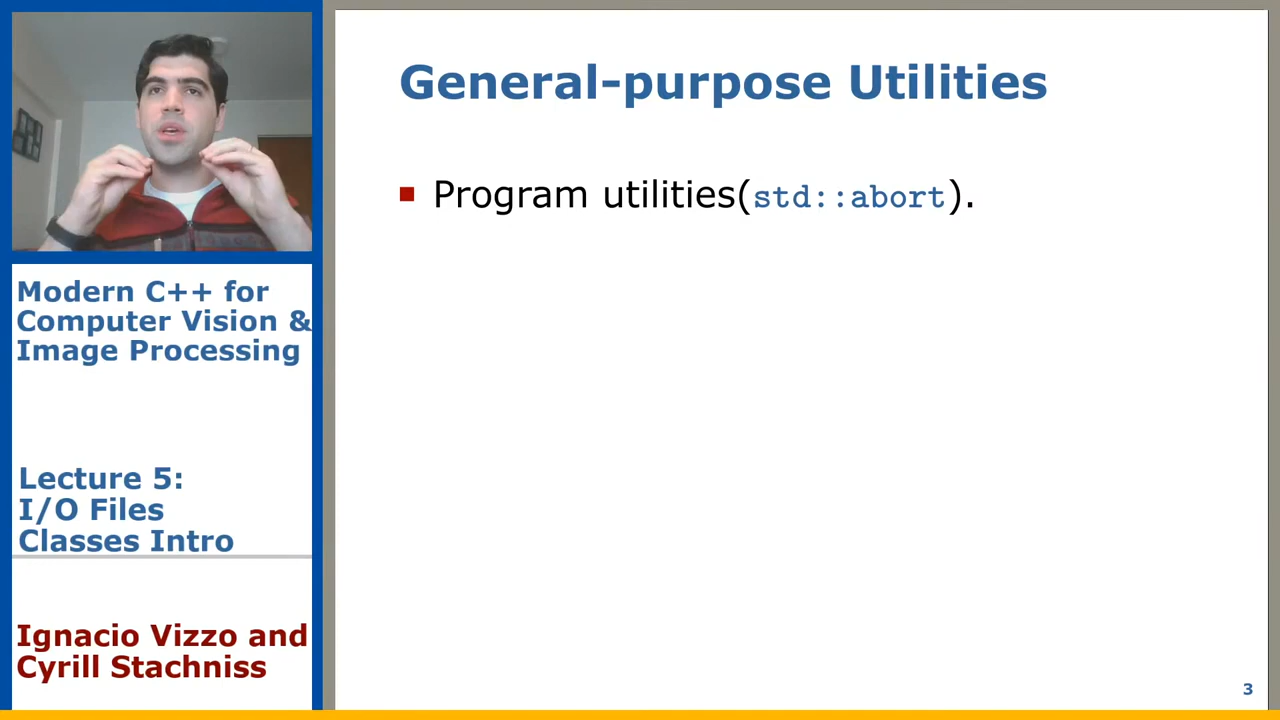 General-purpose Utilities
Program utilities(std::abort).
Modern C++ for
Computer Vision &
Image Processing
Lecture 5:
I/O Files
Classes Intro
Ignacio Vizzo and
Cyrill Stachniss
3